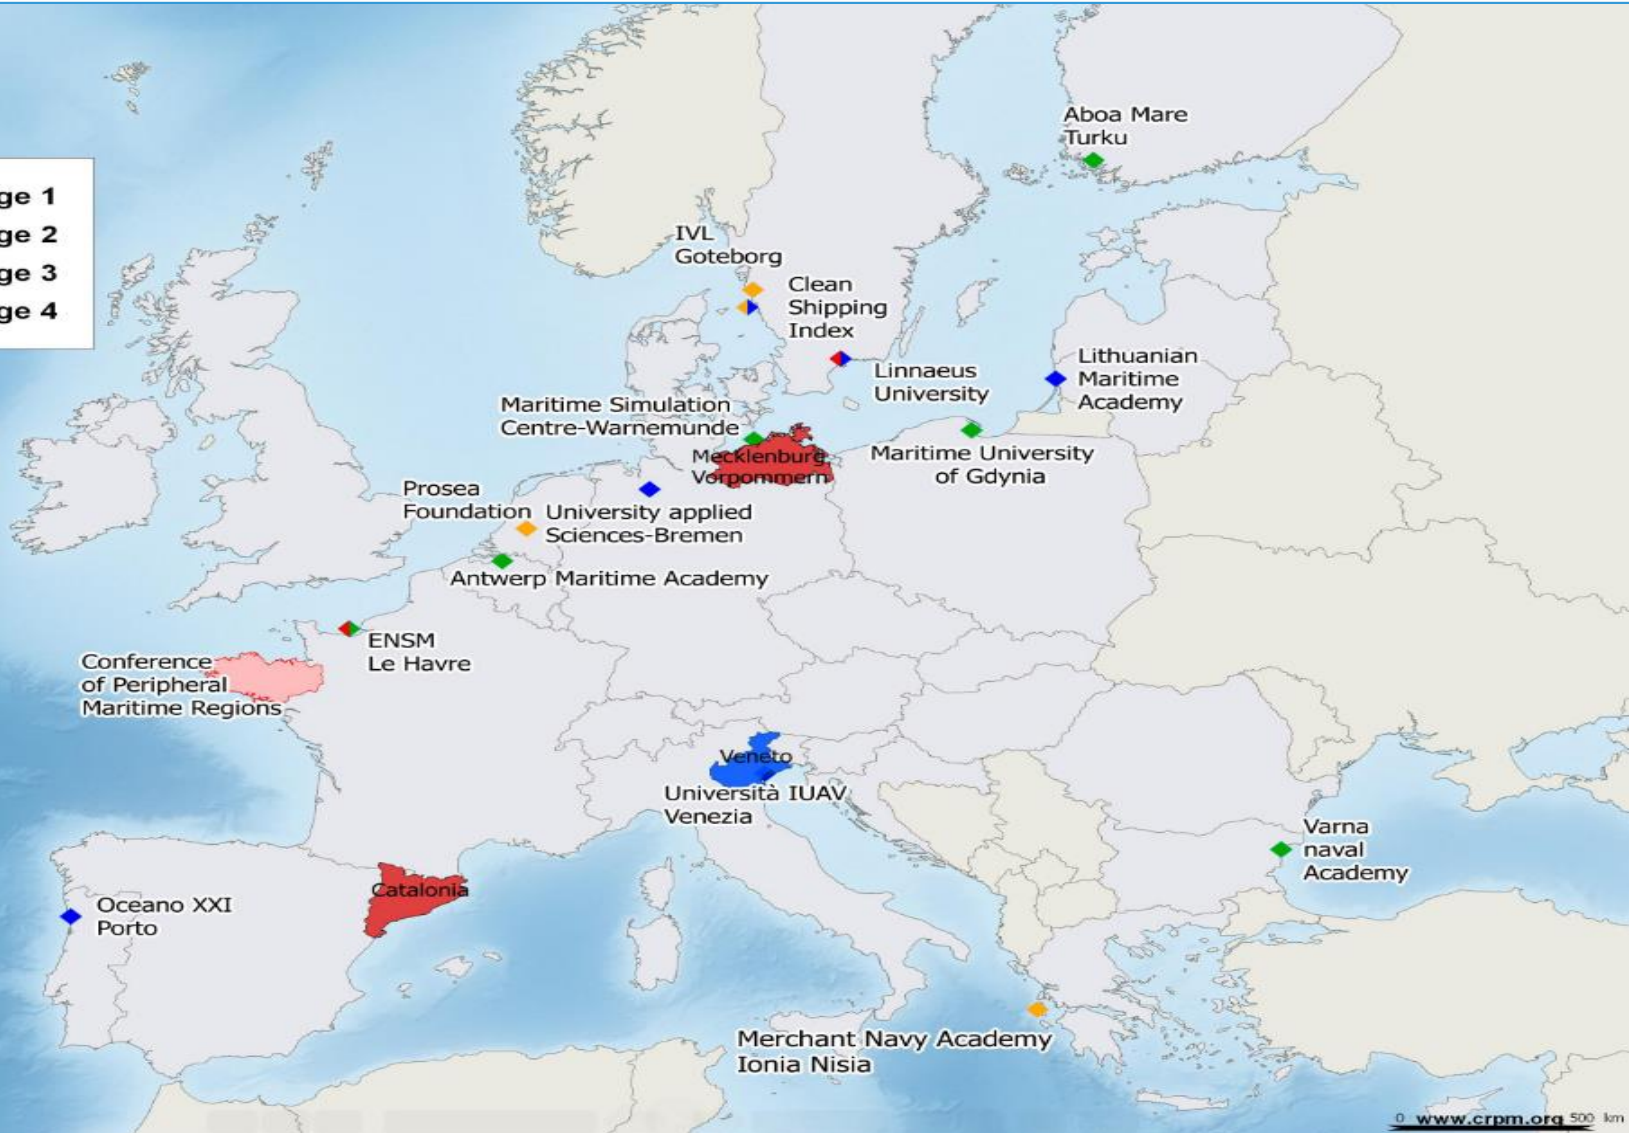 Aboa Mare
Turku
ge 1
ge 2
ge 3
ge 4
IVL
Goteborg
Clean
Shipping
Index
Linnaeus
University
Lithuanian
Maritime
Academy
Maritime Simulation
Centre-Warnemunde
Mecklenburg
Vorpommern
Maritime University
of Gdynia
Prosea
Foundation
University applied
Sciences-Bremen
Antwerp Maritime Academy
ENSM
Le Havre
Conference
of Peripheral
Maritime Regions
Veneto
Università IUAV
Venezia
Varna
naval
Academy
Catalonia
Oceano XXI
Porto
Merchant Navy Academy
Ionia Nisia
0 www.crpm.org 500 km